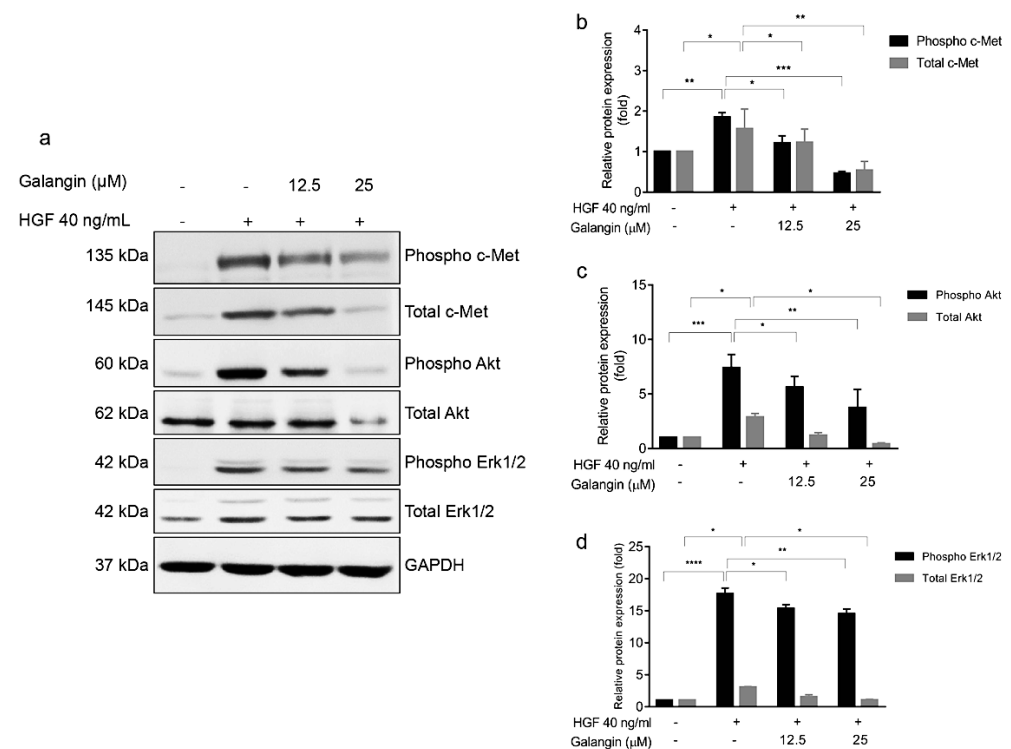 a
Galangin (µM) - - 12.5 25
HGF 40 ng/mL - + + +
135 kDa Phospho c-Met
145 kDa Total c-Met
60 kDa Phospho Akt
62 kDa Total Akt
42 kDa Phospho Erk1/2
42 kDa Total Erk1/2
37 kDa GAPDH
b
Relative protein expression
(fold)
4
3
2
1
0
* * **
** * ***
Phospho c-Met
Total c-Met
HGF 40 ng/ml - + + +
Galangin (µM) - - 12.5 25
c
Relative protein expression
(fold)
15
10
5
0
* *
*** * **
Phospho Akt
Total Akt
HGF 40 ng/ml - + + +
Galangin (µM) - - 12.5 25
d
Relative protein expression (fold)
25
20
15
10
5
0
* *
**** * **
Phospho Erk1/2
Total Erk1/2
HGF 40 ng/ml - + + +
Galangin (µM) - - 12.5 25